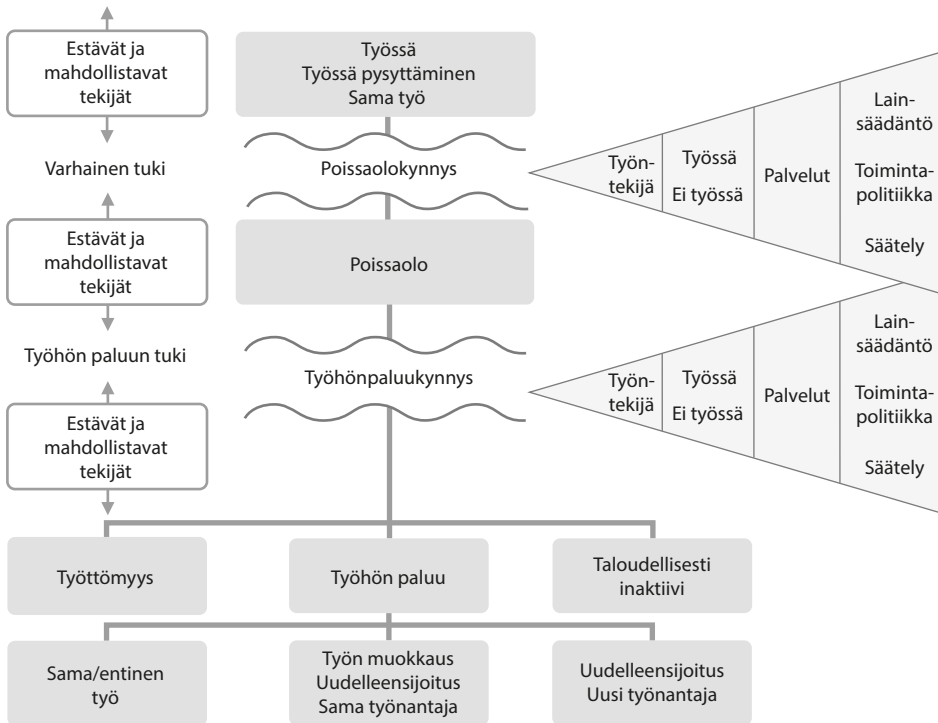 Estävät ja
mahdollistavat
tekijät
Varhainen tuki
Estävät ja
mahdollistavat
tekijät
Työhön paluun tuki
Estävät ja
mahdollistavat
tekijät
Työssä
Työssä pysyttäminen
Sama työ
Poissaolokynnys
Poissaolo
Työhönpaluukynnys
Työn-
tekijä
Työssä
Ei työssä
Palvelut
Lain-
säädäntö
Toiminta-
politiikka
Säätely
Työn-
tekijä
Työssä
Ei työssä
Palvelut
Lain-
säädäntö
Toiminta-
politiikka
Säätely
Työttömyys
Työhön paluu
Taloudellisesti
inaktiivi
Sama/entinen
työ
Työn muokkaus
Uudelleensijoitus
Sama työnantaja
Uudelleensijoitus
Uusi työnantaja